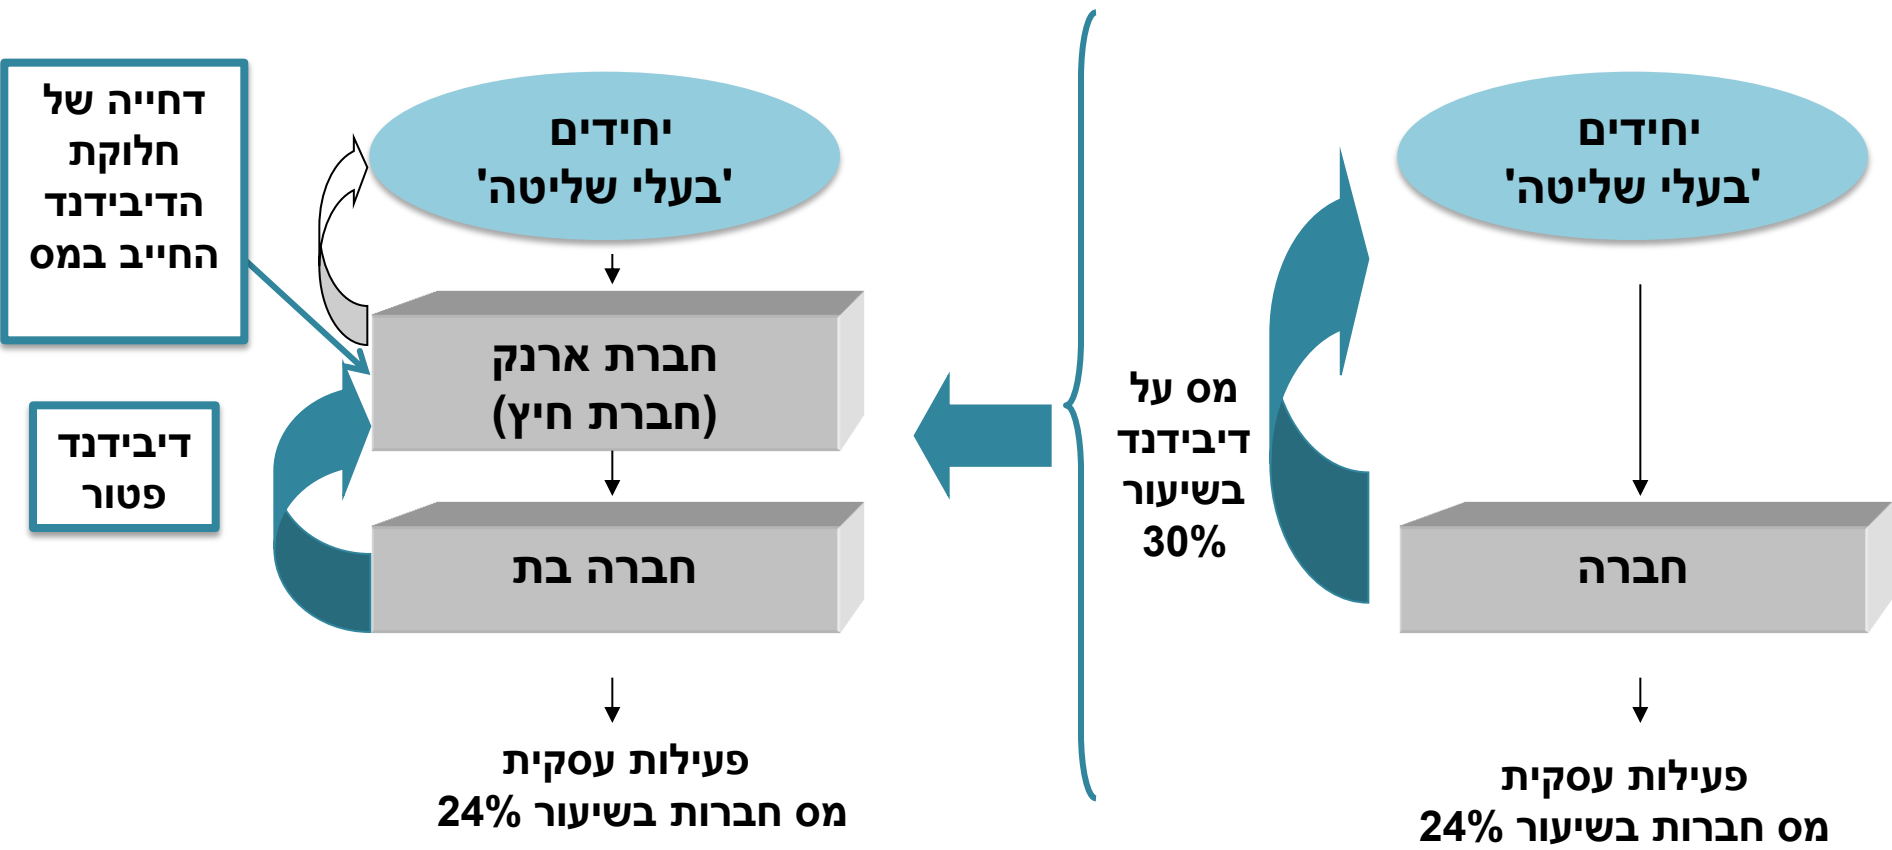 יחידים
'בעלי שליטה'
מס על
דיבידנד
בשיעור
30%
חברה
פעילות עסקית
מס חברות בשיעור 24%
יחידים
'בעלי שליטה'
דחייה של
חלוקת
הדיבידנד
החייב במס
חברת ארנק
(חברת חיץ)
דיבידנד
פטור
חברה בת
פעילות עסקית
מס חברות בשיעור 24%